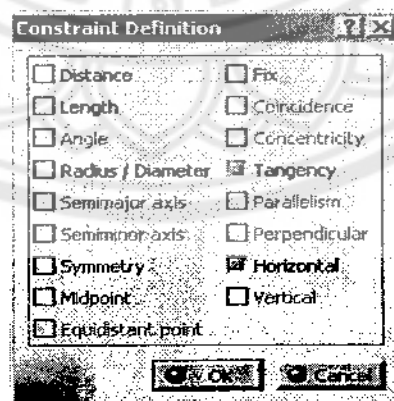 Constraint Definition
Distance
Fix
Length
Coincidence
Angle
Concentricity
Radius / Diameter
Tangency
Semimajor axis
Parallelism
Semiminor axis
Perpendicular
Symmetry
Horizontal
Midpoint
Vertical
Equidistant point
OK
Cancel